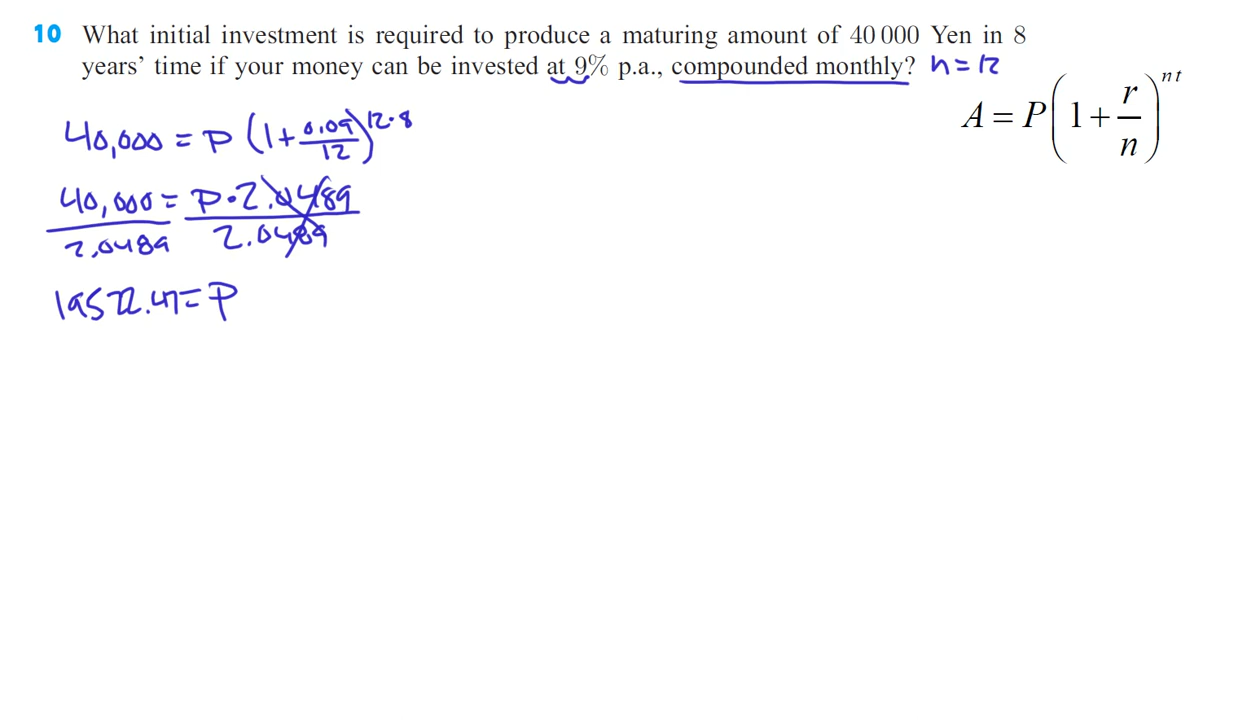 10 What initial investment is required to produce a maturing amount of 40 000 Yen in 8
years' time if your money can be invested at 9% p.a., compounded monthly? n = 12
A = P(1 + r/n)^nt
40,000 = P (1 + 0.09/12)^12·8
40,000 = P · 2.0489
2.0489 2.0489
19522.47 = P